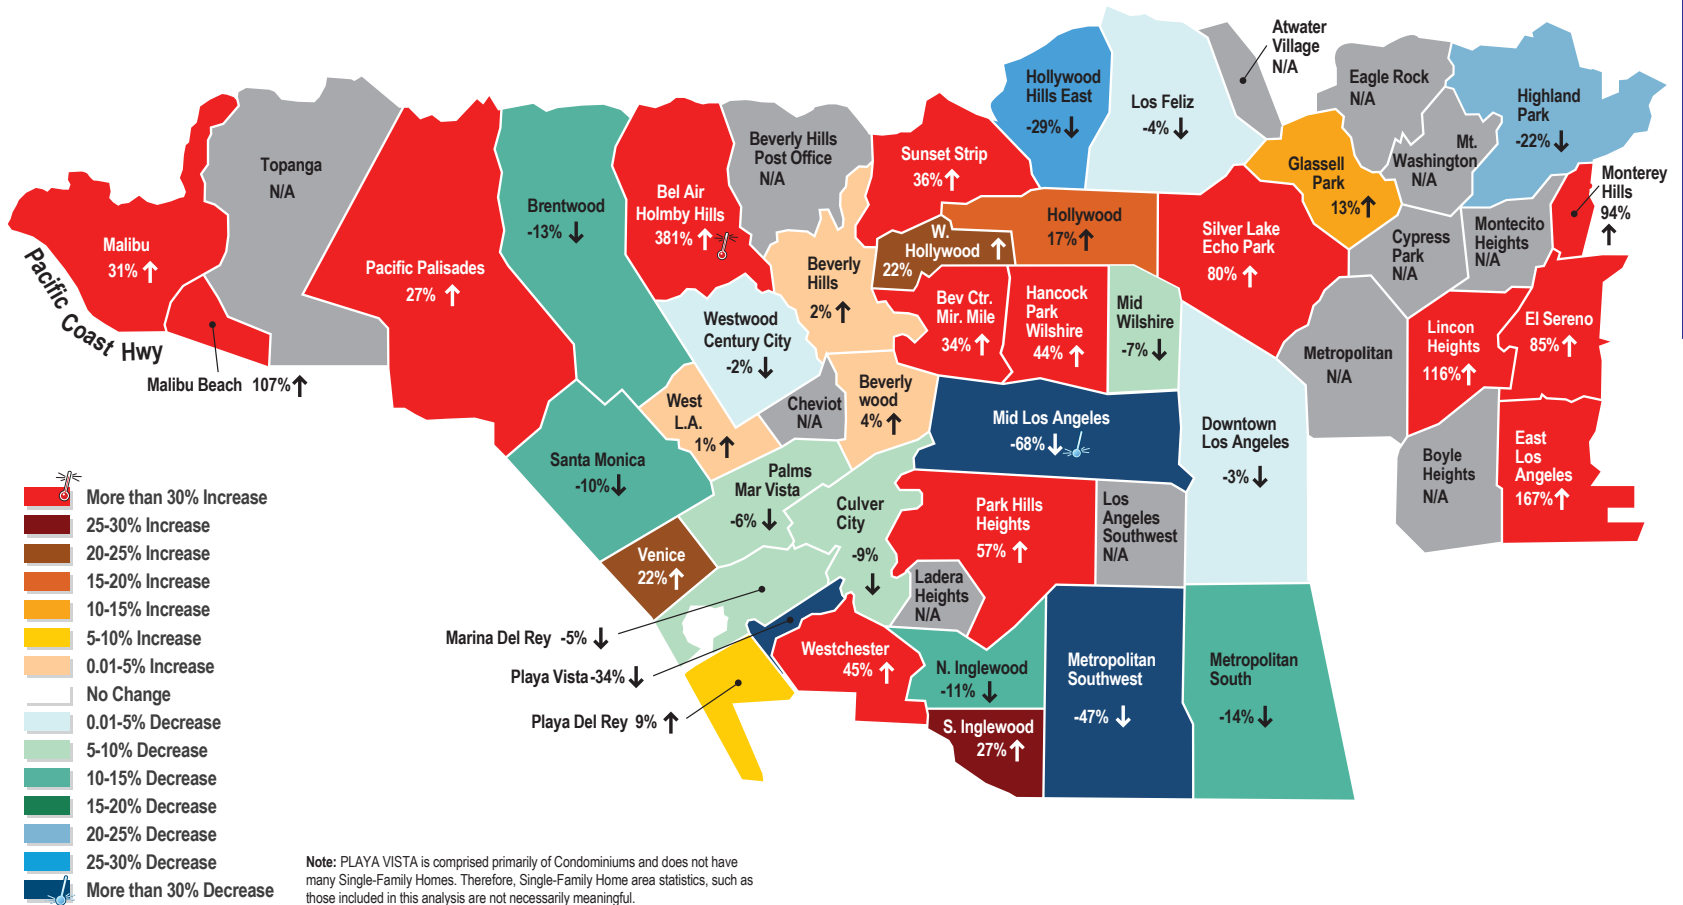 Atwater
Village
N/A
Hollywood
Hills East
-29%
Los Feliz
-4%
Eagle Rock
N/A
Highland
Park
-22%
Mt.
Washington
N/A
Glassell
Park
13%
Monterey
Hills
94%
Topanga
N/A
Beverly Hills
Post Office
N/A
Sunset Strip
36%
Brentwood
-13%
Bel Air
Holmby Hills
381%
Hollywood
17%
W.
Hollywood
22%
Silver Lake
Echo Park
80%
Cypress
Park
N/A
Montecito
Heights
N/A
Malibu
31%
Pacific Coast Hwy
Malibu Beach 107%
Pacific Palisades
27%
Beverly
Hills
2%
Westwood
Century City
-2%
Bev Ctr.
Mir. Mile
34%
Hancock
Park
Wilshire
44%
Mid
Wilshire
-7%
Metropolitan
N/A
Lincon
Heights
116%
El Sereno
85%
West
L.A.
1%
Cheviot
N/A
Beverly
wood
4%
Mid Los Angeles
-68%
Downtown
Los Angeles
-3%
Boyle
Heights
N/A
East
Los
Angeles
167%
Santa Monica
-10%
Palms
Mar Vista
-6%
Culver
City
-9%
Park Hills
Heights
57%
Los
Angeles
Southwest
N/A
Venice
22%
Ladera
Heights
N/A
Marina Del Rey -5%
Playa Vista -34%
Playa Del Rey 9%
Westchester
45%
N. Inglewood
-11%
S. Inglewood
27%
Metropolitan
Southwest
-47%
Metropolitan
South
-14%
More than 30% Increase
25-30% Increase
20-25% Increase
15-20% Increase
10-15% Increase
5-10% Increase
0.01-5% Increase
No Change
0.01-5% Decrease
5-10% Decrease
10-15% Decrease
15-20% Decrease
20-25% Decrease
25-30% Decrease
More than 30% Decrease
Note: PLAYA VISTA is comprised primarily of Condominiums and does not have
many Single-Family Homes. Therefore, Single-Family Home area statistics, such as
those included in this analysis are not necessarily meaningful.